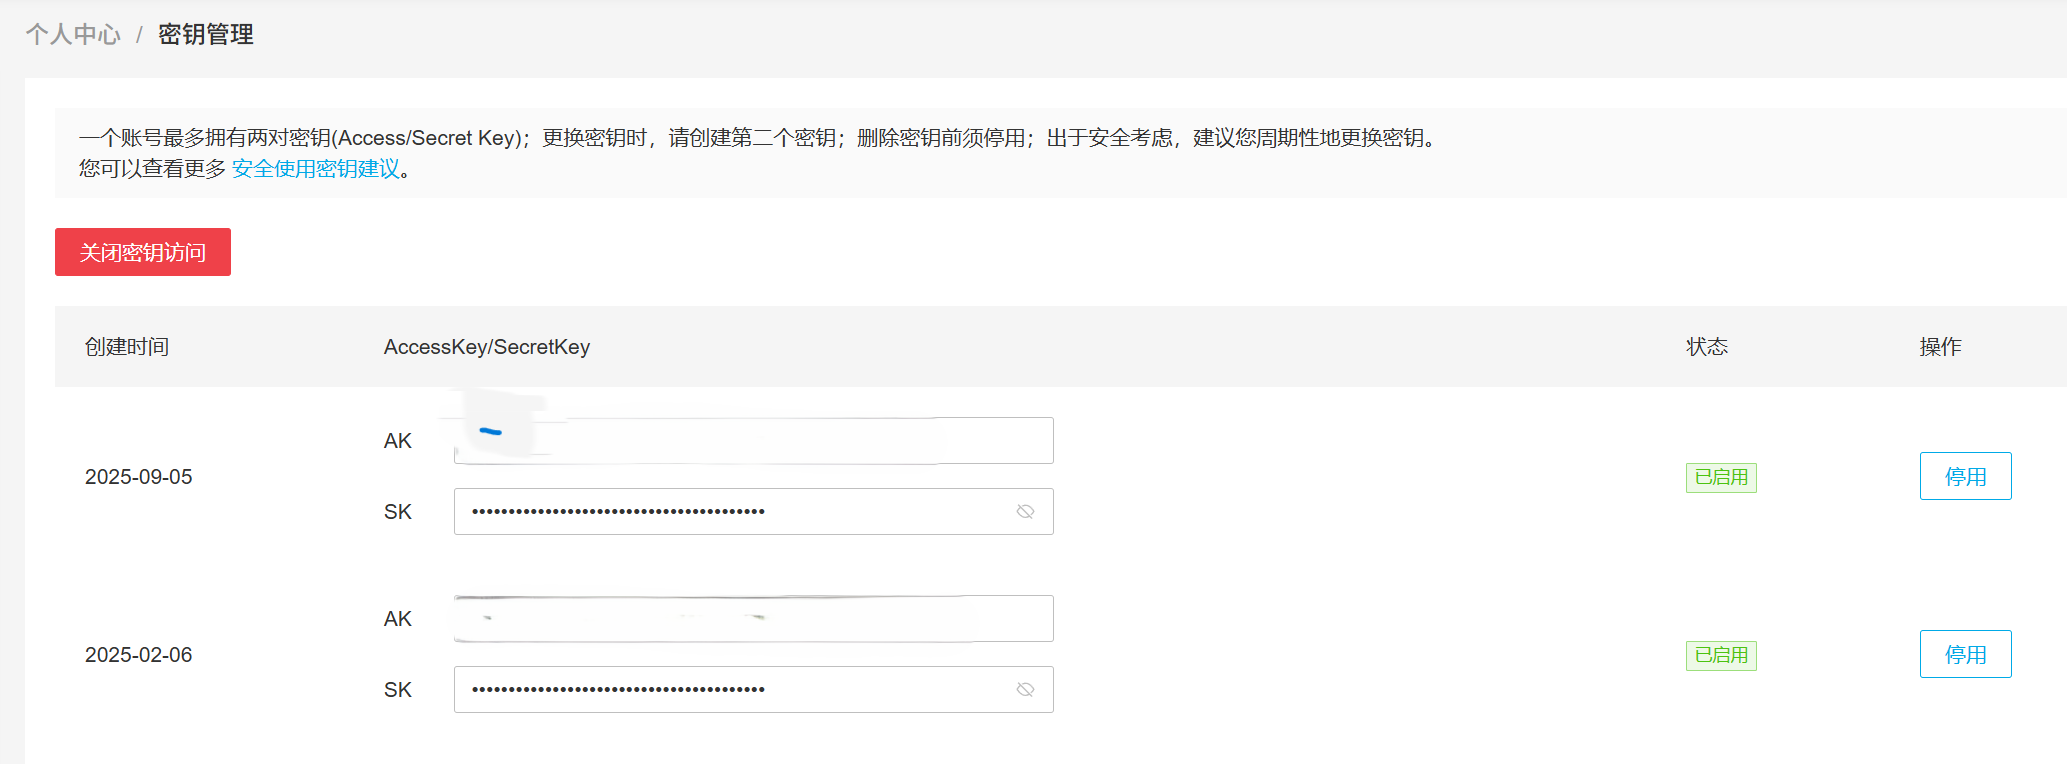 个人中心 / 密钥管理
一个账号最多拥有两对密钥(Access/Secret Key)；更换密钥时，请创建第二个密钥；删除密钥前须停用；出于安全考虑，建议您周期性地更换密钥。
您可以查看更多 安全使用密钥建议。
关闭密钥访问
创建时间 AccessKey/SecretKey 状态 操作
AK
2025-09-05 已启用 停用
SK ••••••••••••••••••••••••••••••••••••••••
AK
2025-02-06 已启用 停用
SK ••••••••••••••••••••••••••••••••••••••••